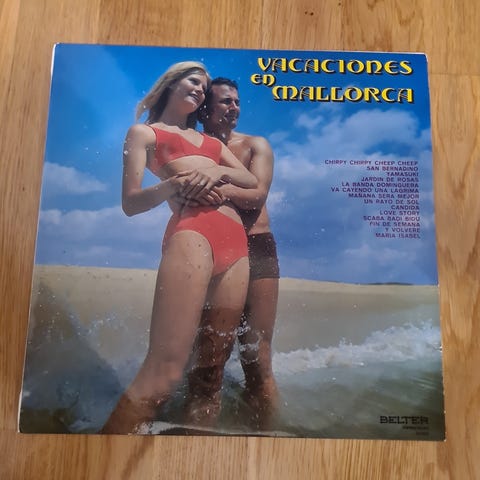 VACACIONES
EN
MALLORCA
CHIRPY CHIRPY CHEEP CHEEP
SAN BERNADINO
YAMASUKI
JARDIN DE ROSAS
LA BANDA DOMINGUERA
VA CAYENDO UNA LAGRIMA
MAÑANA SERA MEJOR
UN RAYO DE SOL
CANDIDA
LOVE STORY
SCABA BADI BIDU
FIN DE SEMANA
Y VOLVERE
MARIA ISABEL
BELTER